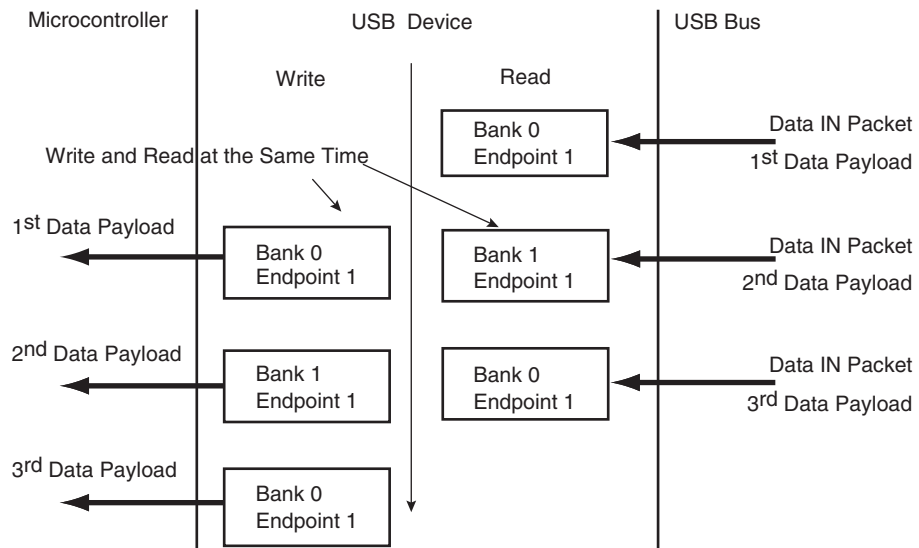 Microcontroller USB Device USB Bus
Write Read
Bank 0
Endpoint 1
Data IN Packet
1st Data Payload
Write and Read at the Same Time
1st Data Payload
Bank 0
Endpoint 1
Bank 1
Endpoint 1
Data IN Packet
2nd Data Payload
2nd Data Payload
Bank 1
Endpoint 1
Bank 0
Endpoint 1
Data IN Packet
3rd Data Payload
3rd Data Payload
Bank 0
Endpoint 1